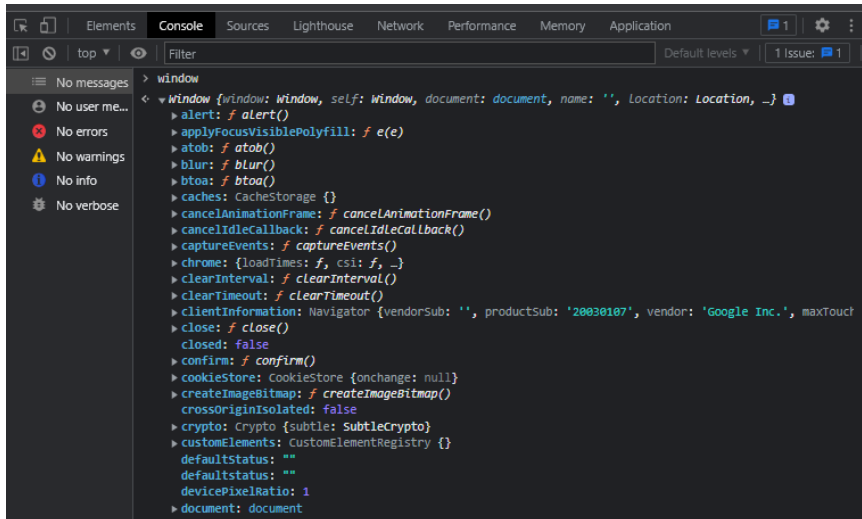 Elements Console Sources Lighthouse Network Performance Memory Application 1
top ▼ Filter Default levels ▼ 1 Issue: 1
No messages
No user me...
No errors
No warnings
No info
No verbose
> window
Window {window: Window, self: Window, document: document, name: '', location: Location, …}
alert: ƒ alert()
applyFocusVisiblePolyfill: ƒ e(e)
atob: ƒ atob()
blur: ƒ blur()
btoa: ƒ btoa()
caches: CacheStorage {}
cancelAnimationFrame: ƒ cancelAnimationFrame()
cancelIdleCallback: ƒ cancelIdleCallback()
captureEvents: ƒ captureEvents()
chrome: {loadTimes: ƒ, csi: ƒ, …}
clearInterval: ƒ clearInterval()
clearTimeout: ƒ clearTimeout()
clientInformation: Navigator {vendorSub: '', productSub: '20030107', vendor: 'Google Inc.', maxTouch
close: ƒ close()
closed: false
confirm: ƒ confirm()
cookieStore: CookieStore {onchange: null}
createImageBitmap: ƒ createImageBitmap()
crossOriginIsolated: false
crypto: Crypto {subtle: SubtleCrypto}
customElements: CustomElementRegistry {}
defaultStatus: ""
defaultstatus: ""
devicePixelRatio: 1
document: document